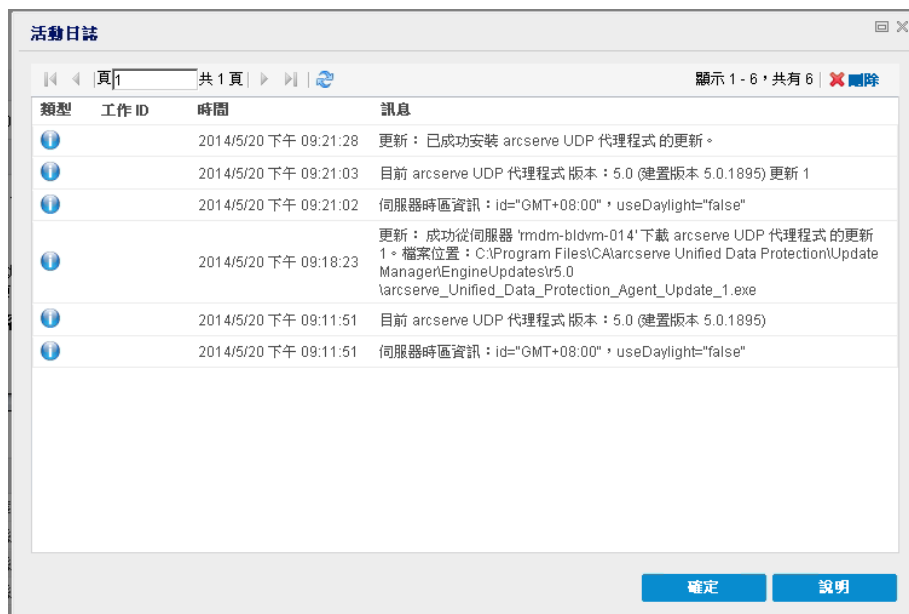 活動日誌
頁 1 共 1 頁 顯示 1 - 6，共有 6 刪除
類型 工作 ID 時間 訊息
2014/5/20 下午 09:21:28 更新： 已成功安裝 arcserve UDP 代理程式 的更新。
2014/5/20 下午 09:21:03 目前 arcserve UDP 代理程式 版本：5.0 (建置版本 5.0.1895) 更新 1
2014/5/20 下午 09:21:02 伺服器時區資訊：id="GMT+08:00"，useDaylight="false"
更新： 成功從伺服器 'rmdm-bldvm-014' 下載 arcserve UDP 代理程式 的更新
2014/5/20 下午 09:18:23 1。檔案位置：C:\Program Files\CA\arcserve Unified Data Protection\Update
Manager\EngineUpdates\r5.0
\arcserve_Unified_Data_Protection_Agent_Update_1.exe
2014/5/20 下午 09:11:51 目前 arcserve UDP 代理程式 版本：5.0 (建置版本 5.0.1895)
2014/5/20 下午 09:11:51 伺服器時區資訊：id="GMT+08:00"，useDaylight="false"
確定 說明